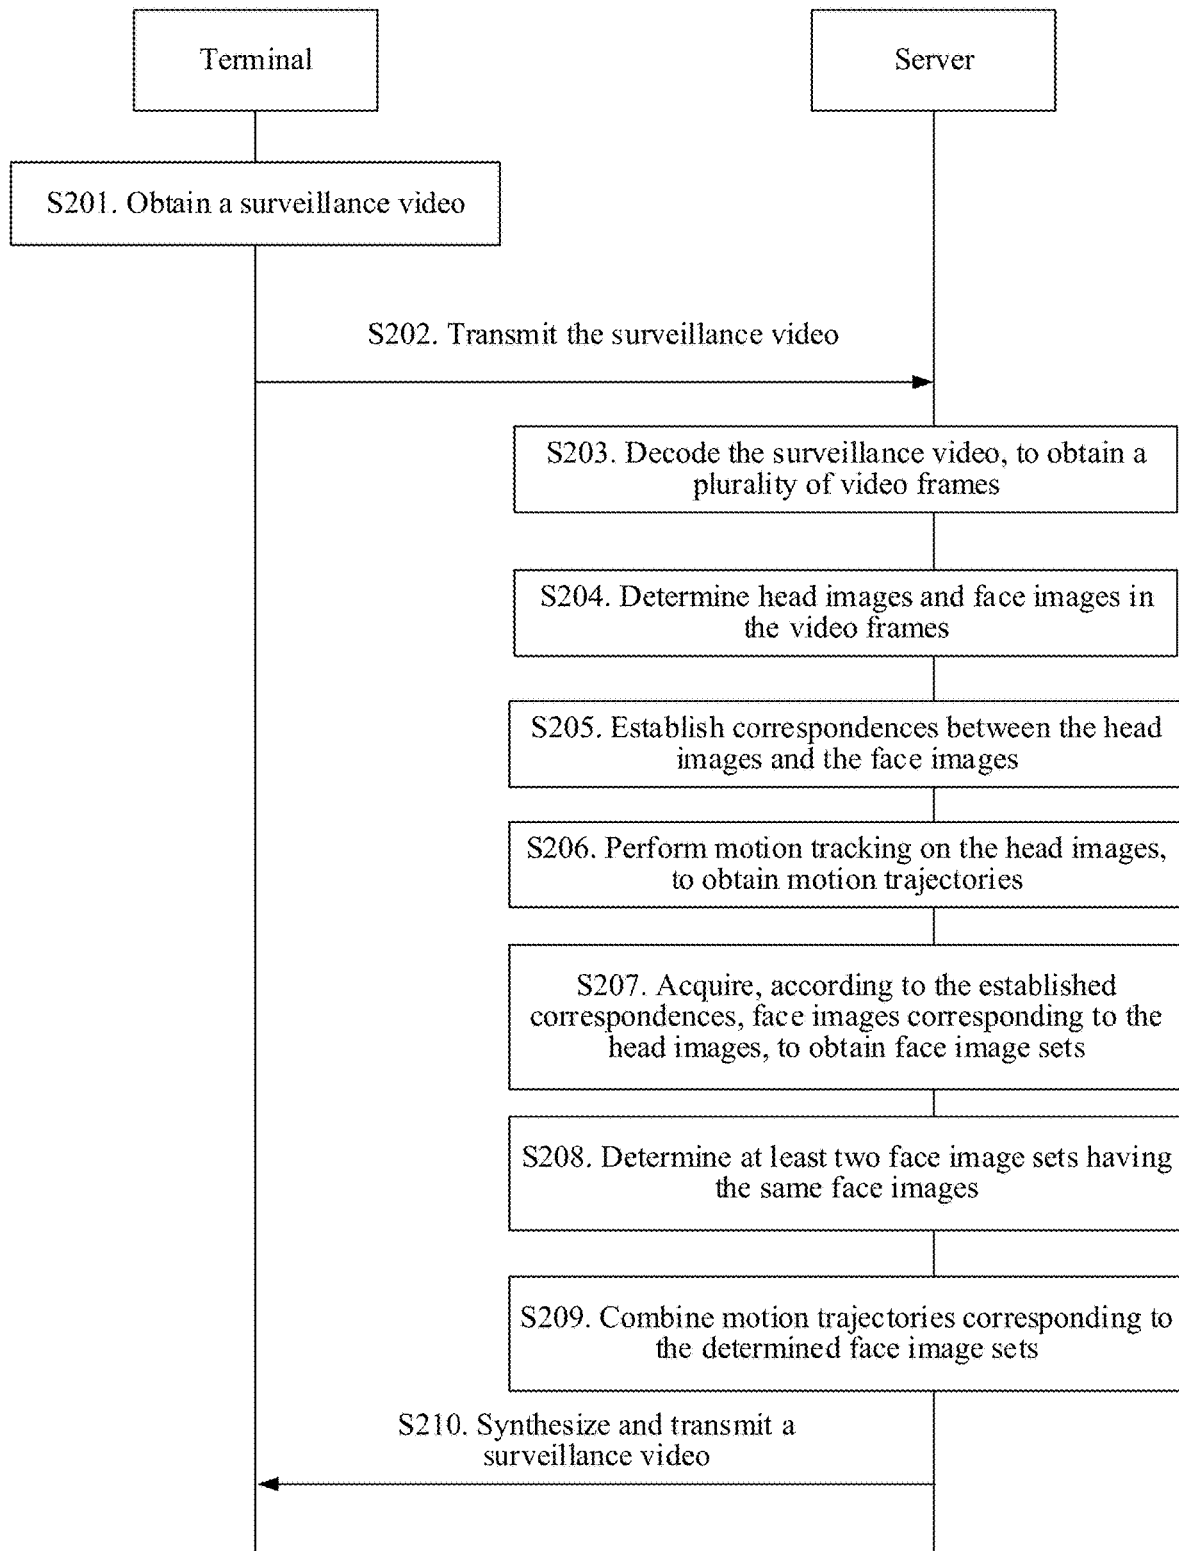 Terminal
Server
S201. Obtain a surveillance video
S202. Transmit the surveillance video
S203. Decode the surveillance video, to obtain a
plurality of video frames
S204. Determine head images and face images in
the video frames
S205. Establish correspondences between the head
images and the face images
S206. Perform motion tracking on the head images,
to obtain motion trajectories
S207. Acquire, according to the established
correspondences, face images corresponding to the
head images, to obtain face image sets
S208. Determine at least two face image sets having
the same face images
S209. Combine motion trajectories corresponding to
the determined face image sets
S210. Synthesize and transmit a
surveillance video